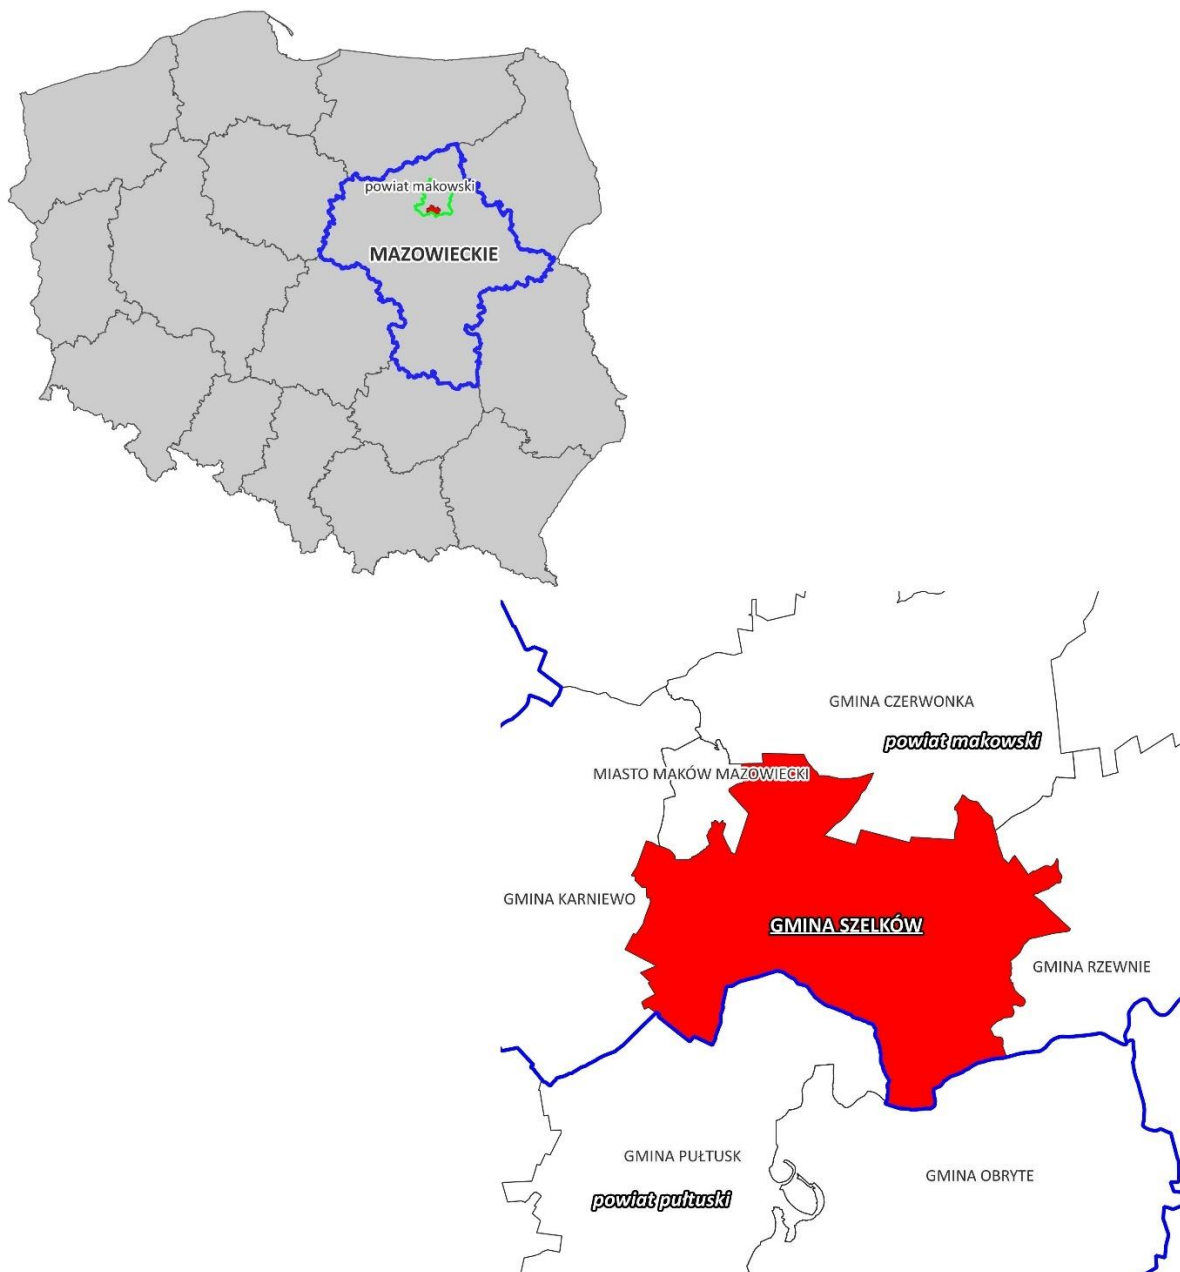 powiat makowski
MAZOWIECKIE
GMINA CZERWONKA
powiat makowski
MIASTO MAKÓW MAZOWIECKI
GMINA KARNIEWO
GMINA SZELKÓW
GMINA RZEWNIE
GMINA PUŁTUSK
GMINA OBRYTE
powiat pułtuski